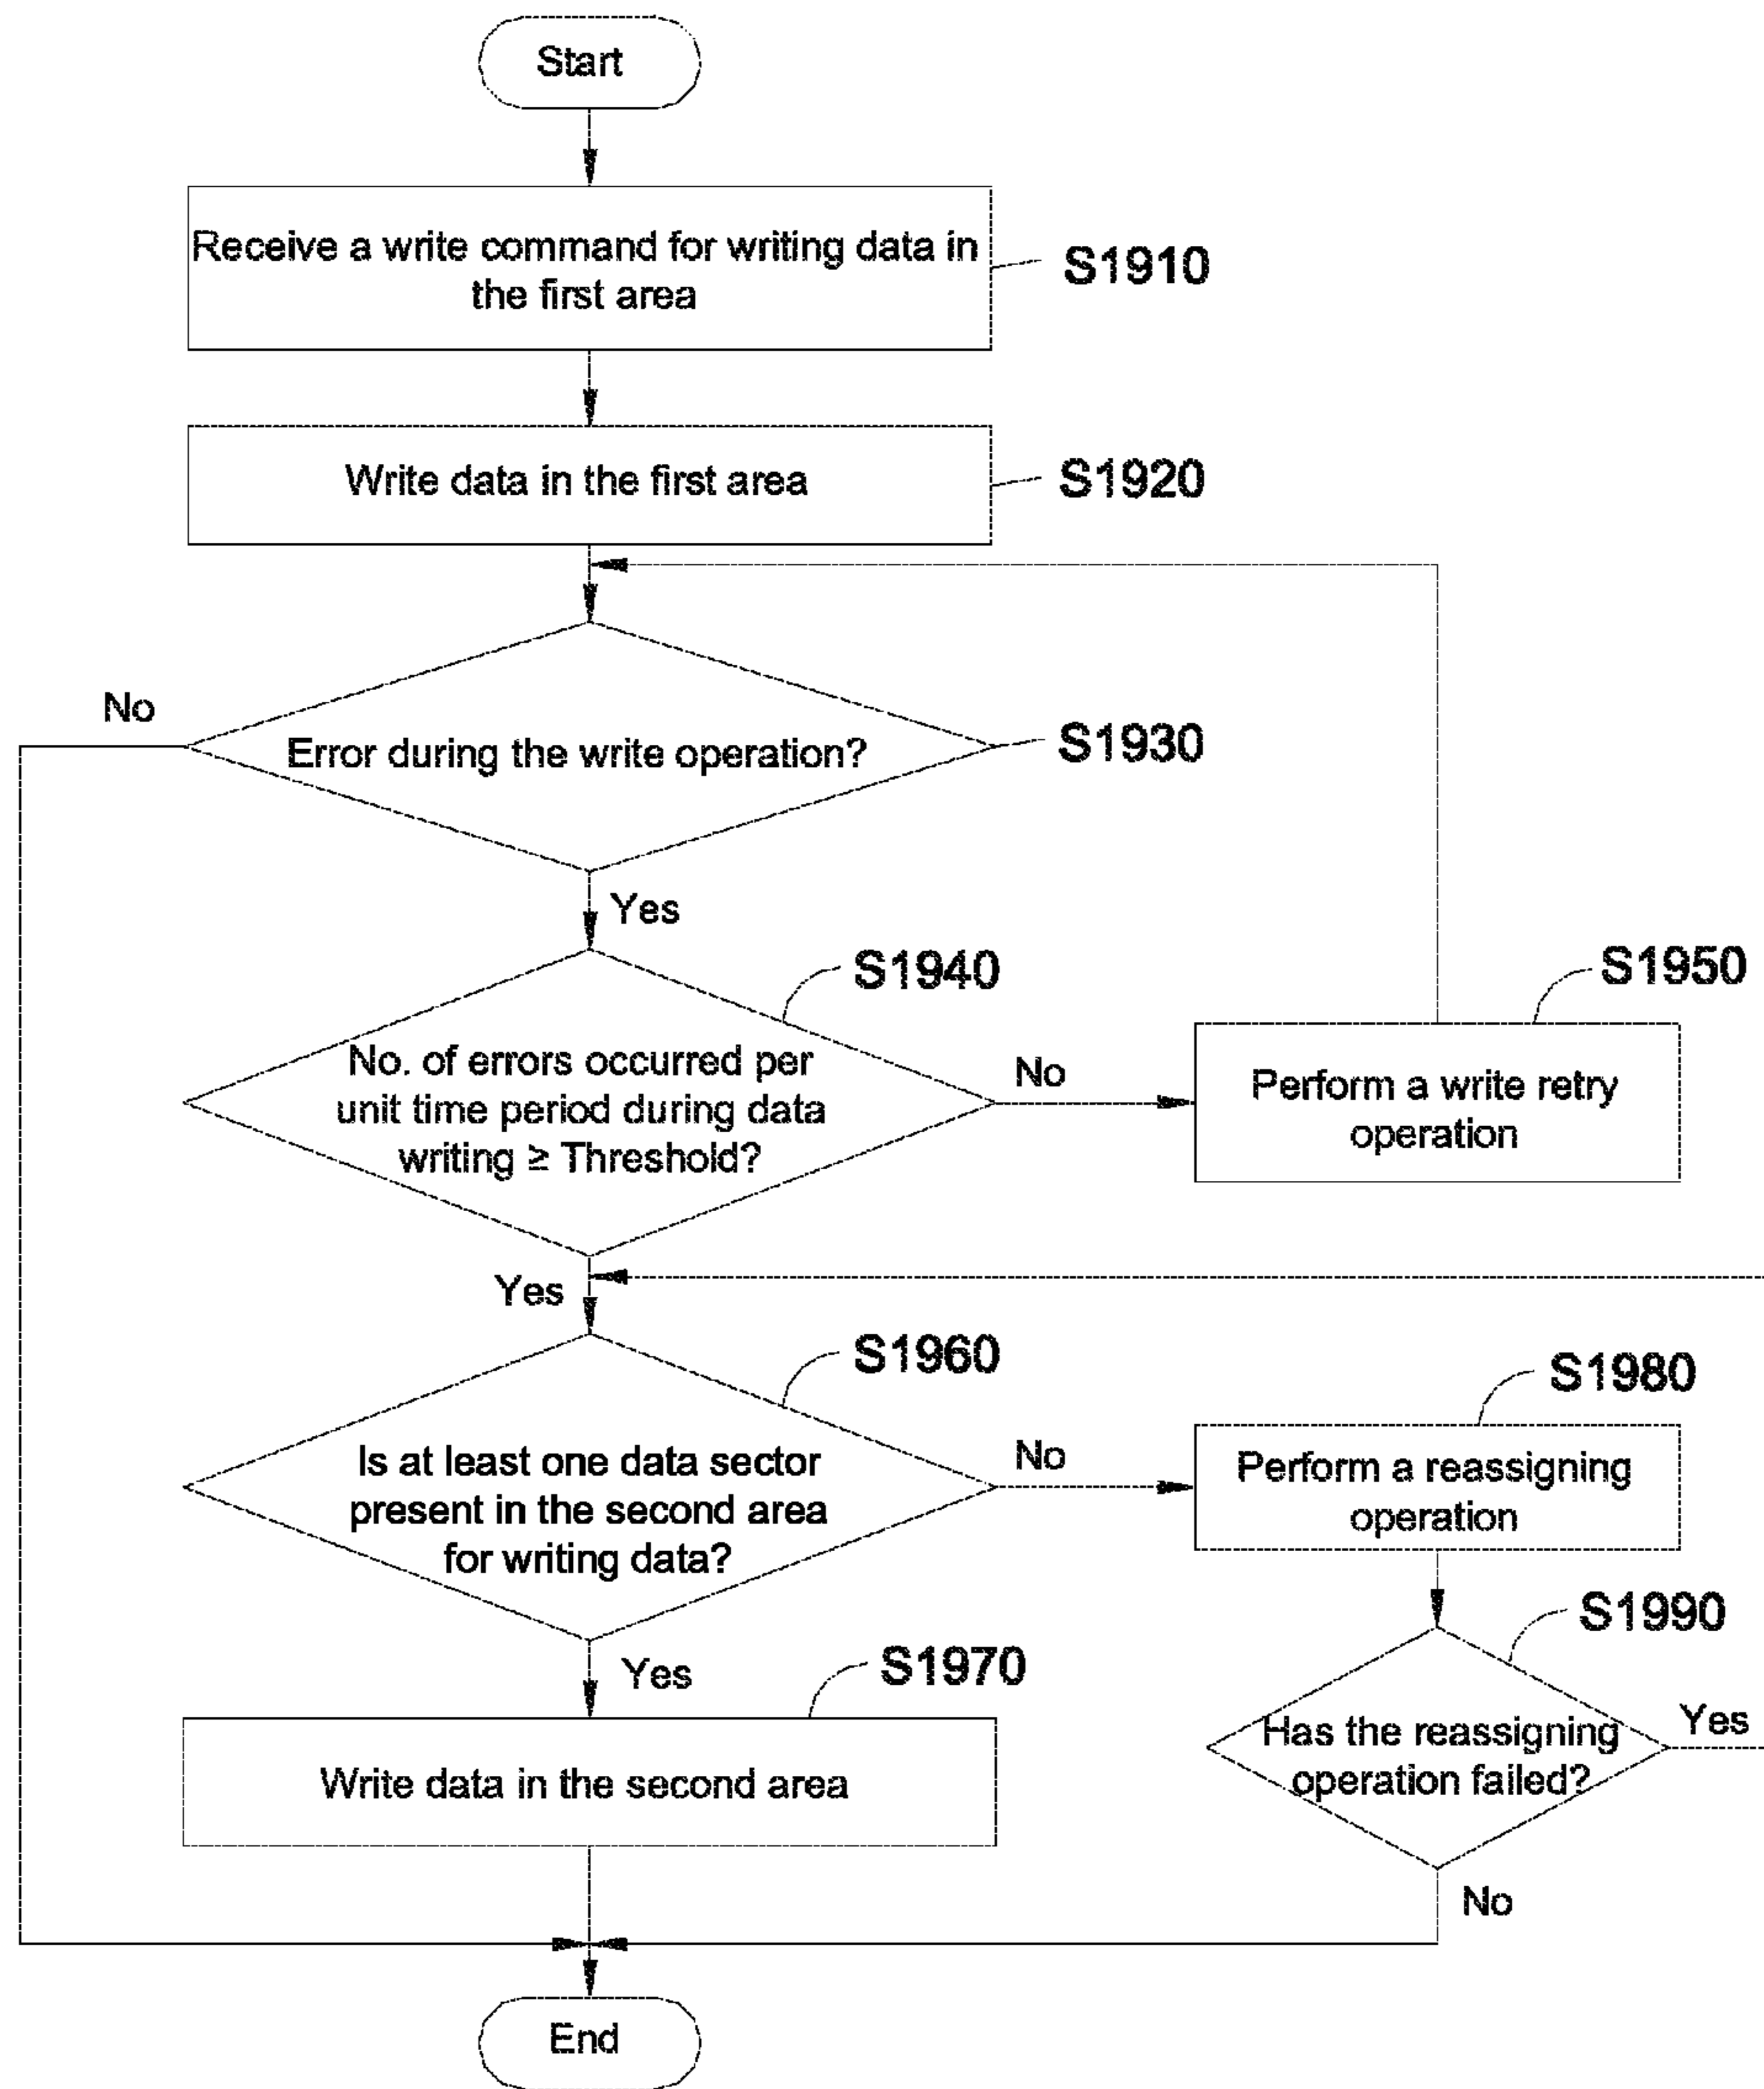 Start
Receive a write command for writing data in
the first area
S1910
Write data in the first area
S1920
No
Error during the write operation?
S1930
Yes
S1940
S1950
No. of errors occurred per
unit time period during data
writing ≥ Threshold?
No
Perform a write retry
operation
Yes
S1960
S1980
Is at least one data sector
present in the second area
for writing data?
No
Perform a reassigning
operation
S1990
Yes
S1970
Has the reassigning
operation failed?
Yes
Write data in the second area
No
End